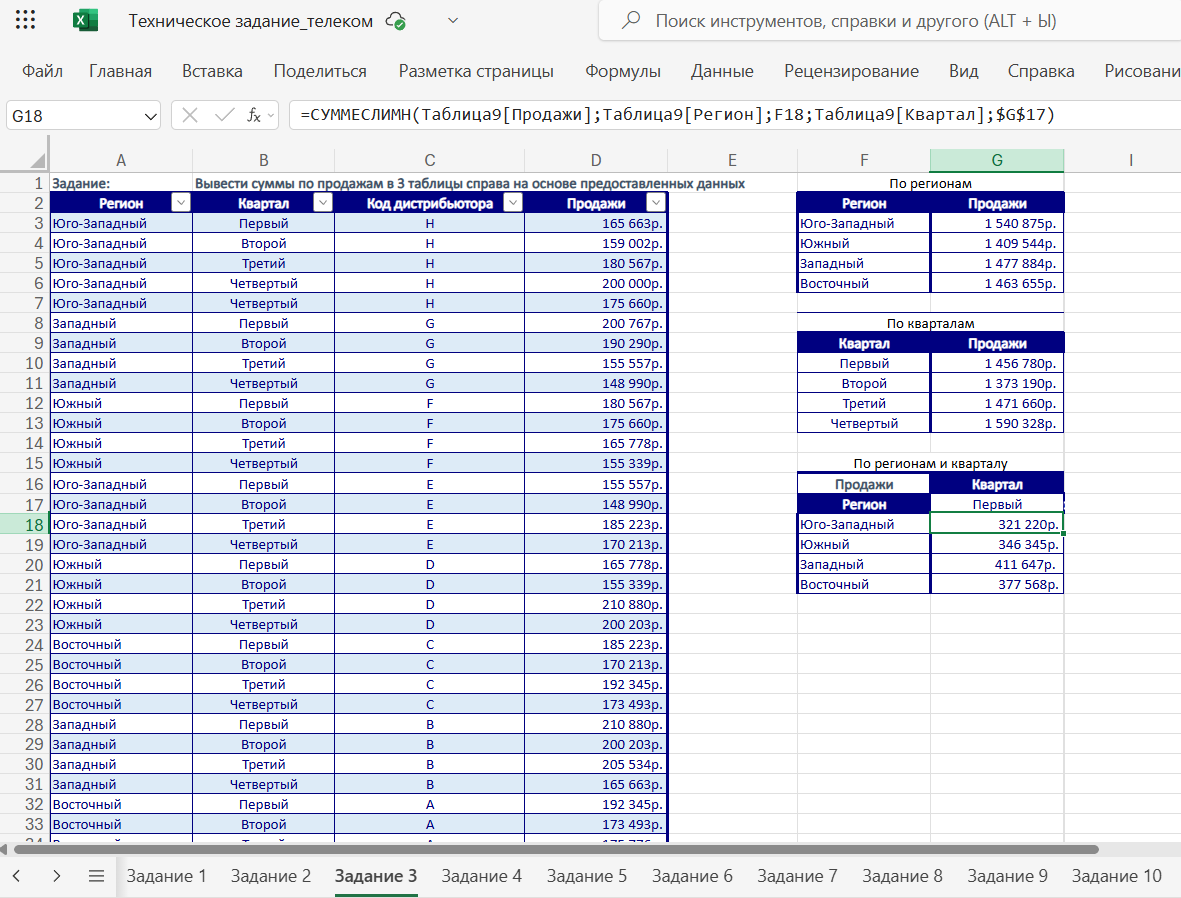 Техническое задание_телеком
Поиск инструментов, справки и другого (ALT + Ы)
Файл Главная Вставка Поделиться Разметка страницы Формулы Данные Рецензирование Вид Справка Рисовани
G18 fx =СУММЕСЛИМН(Таблица9[Продажи];Таблица9[Регион];F18;Таблица9[Квартал];$G$17)
A B C D E F G I
1 Задание: Вывести суммы по продажам в 3 таблицы справа на основе предоставленных данных По регионам
2 Регион Квартал Код дистрибьютора Продажи Регион Продажи
3 Юго-Западный Первый H 165 663р. Юго-Западный 1 540 875р.
4 Юго-Западный Второй H 159 002р. Южный 1 409 544р.
5 Юго-Западный Третий H 180 567р. Западный 1 477 884р.
6 Юго-Западный Четвертый H 200 000р. Восточный 1 463 655р.
7 Юго-Западный Четвертый H 175 660р.
8 Западный Первый G 200 767р. По кварталам
9 Западный Второй G 190 290р. Квартал Продажи
10 Западный Третий G 155 557р. Первый 1 456 780р.
11 Западный Четвертый G 148 990р. Второй 1 373 190р.
12 Южный Первый F 180 567р. Третий 1 471 660р.
13 Южный Второй F 175 660р. Четвертый 1 590 328р.
14 Южный Третий F 165 778р.
15 Южный Четвертый F 155 339р. По регионам и кварталу
16 Юго-Западный Первый E 155 557р. Продажи Квартал
17 Юго-Западный Второй E 148 990р. Регион Первый
18 Юго-Западный Третий E 185 223р. Юго-Западный 321 220р.
19 Юго-Западный Четвертый E 170 213р. Южный 346 345р.
20 Южный Первый D 165 778р. Западный 411 647р.
21 Южный Второй D 155 339р. Восточный 377 568р.
22 Южный Третий D 210 880р.
23 Южный Четвертый D 200 203р.
24 Восточный Первый C 185 223р.
25 Восточный Второй C 170 213р.
26 Восточный Третий C 192 345р.
27 Восточный Четвертый C 173 493р.
28 Западный Первый B 210 880р.
29 Западный Второй B 200 203р.
30 Западный Третий B 205 534р.
31 Западный Четвертый B 165 663р.
32 Восточный Первый A 192 345р.
33 Восточный Второй A 173 493р.
Задание 1 Задание 2 Задание 3 Задание 4 Задание 5 Задание 6 Задание 7 Задание 8 Задание 9 Задание 10